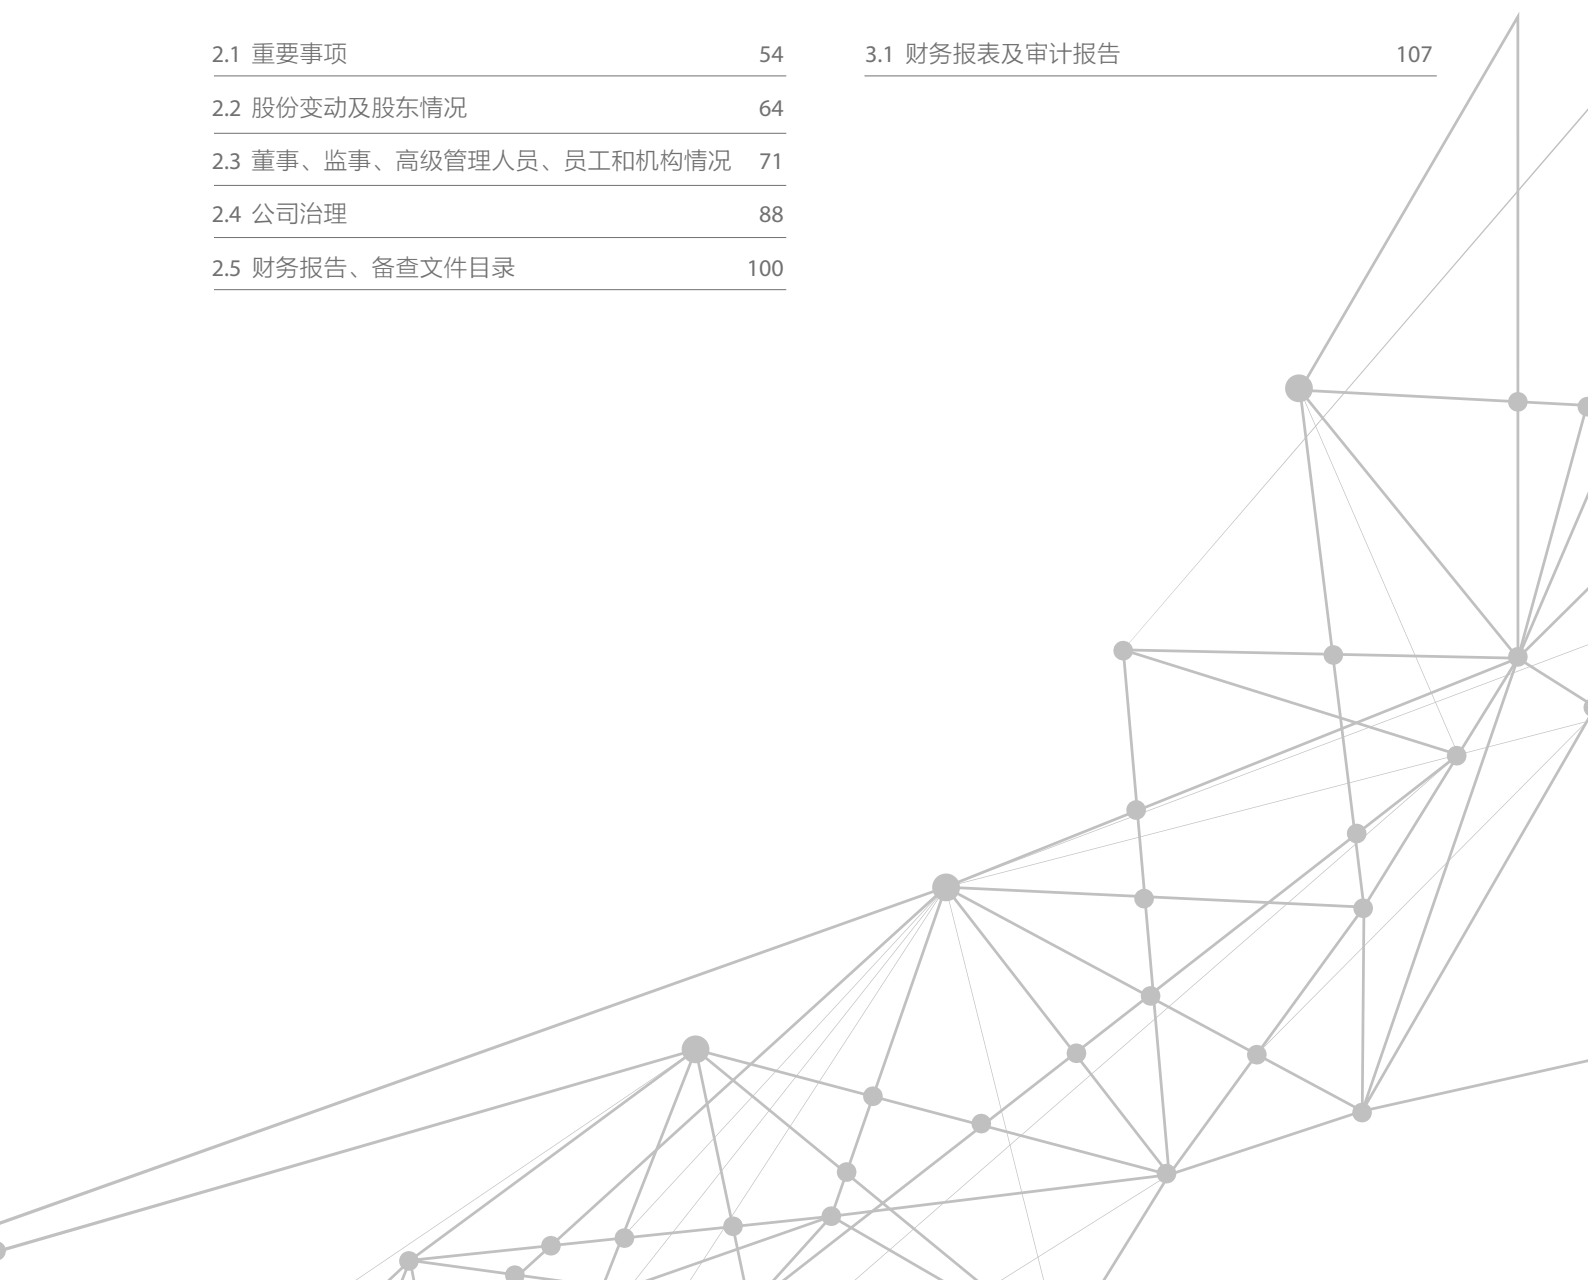 2.1 重要事项 54
2.2 股份变动及股东情况 64
2.3 董事、监事、高级管理人员、员工和机构情况 71
2.4 公司治理 88
2.5 财务报告、备查文件目录 100
3.1 财务报表及审计报告 107